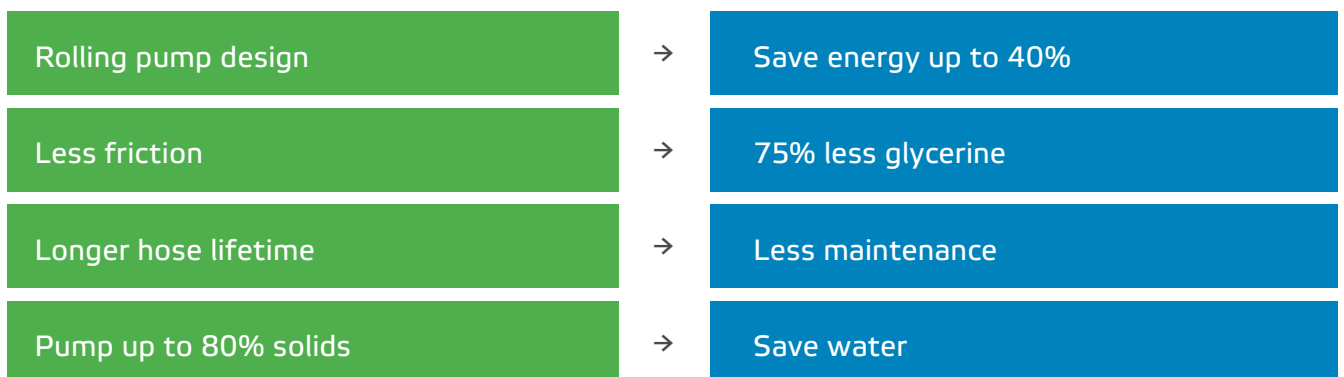 Rolling pump design → Save energy up to 40%
Less friction → 75% less glycerine
Longer hose lifetime → Less maintenance
Pump up to 80% solids → Save water